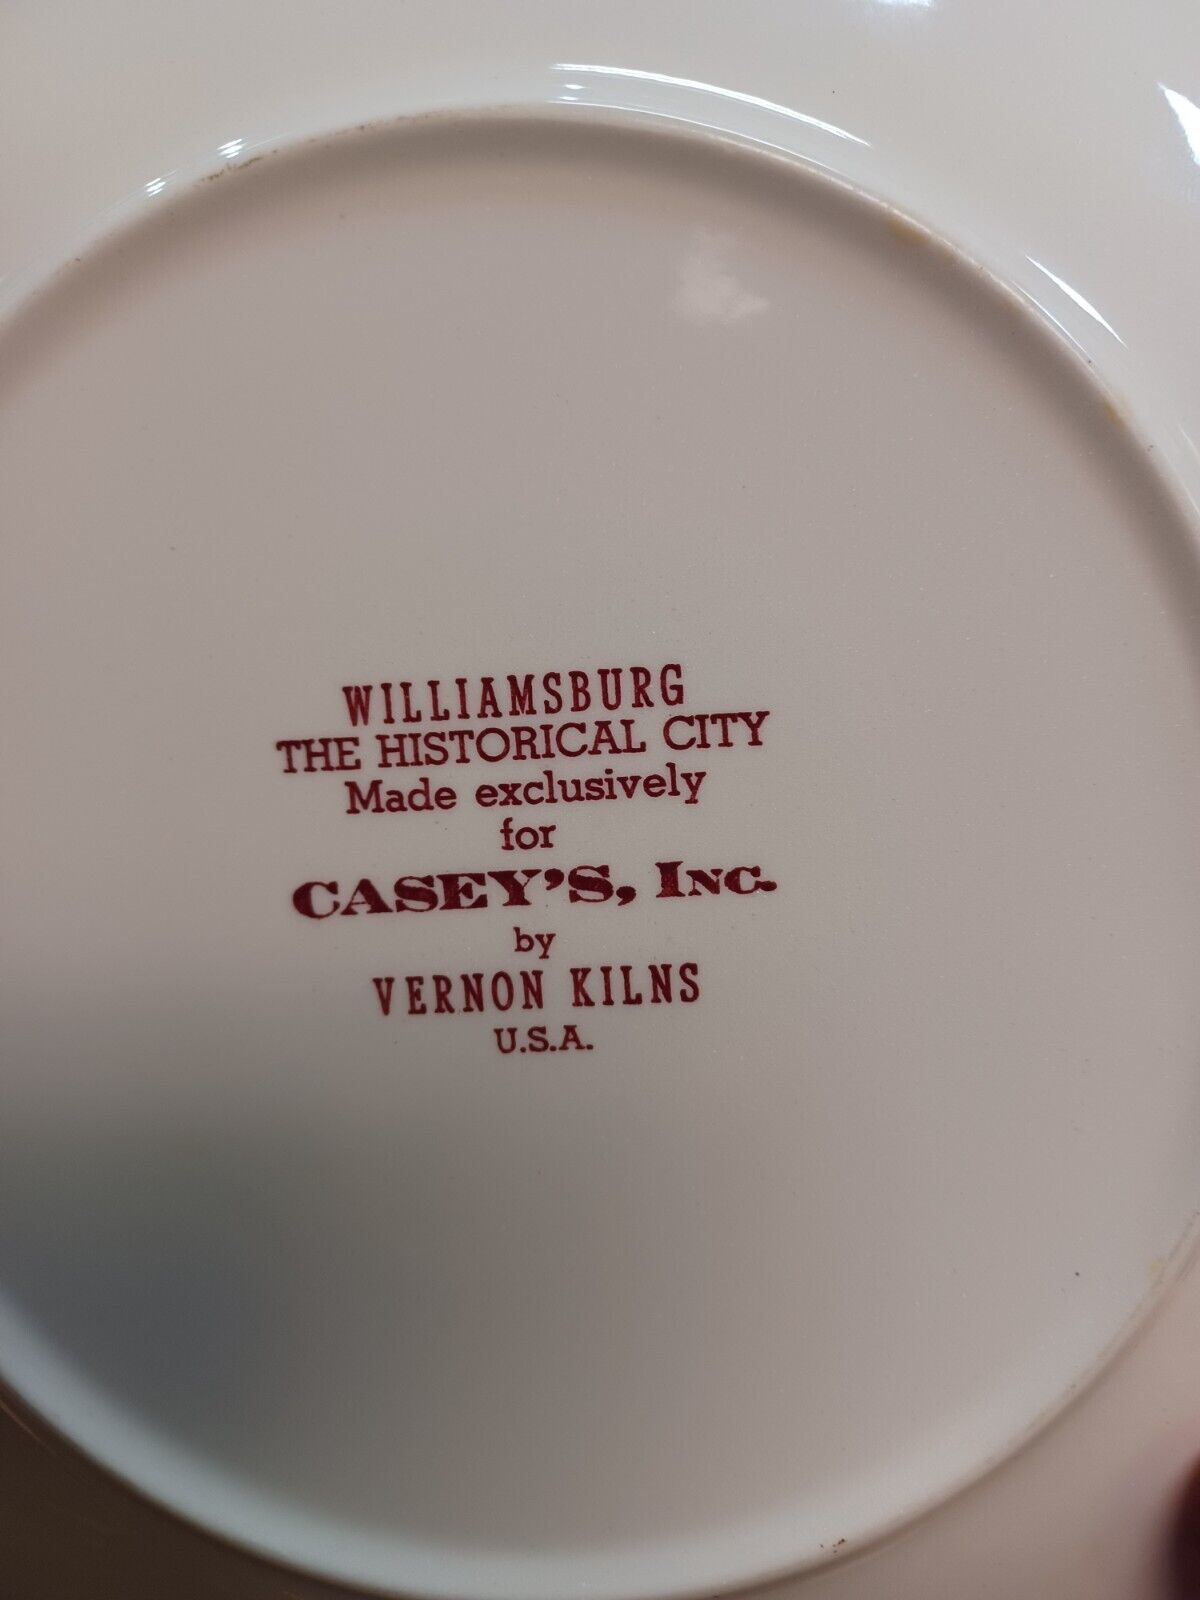 WILLIAMSBURG
THE HISTORICAL CITY
Made exclusively
for
CASEY'S, INC.
by
VERNON KILNS
U.S.A.